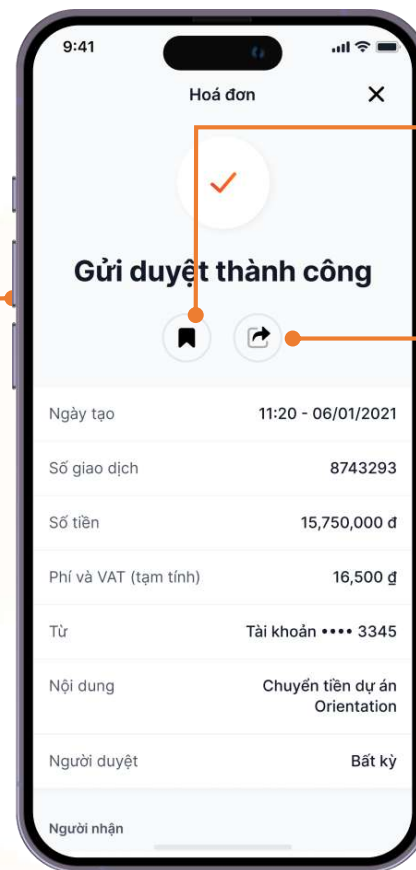 9:41
Hoá đơn
Gửi duyệt thành công
Ngày tạo 11:20 - 06/01/2021
Số giao dịch 8743293
Số tiền 15,750,000 đ
Phí và VAT (tạm tính) 16,500 ₫
Từ Tài khoản •••• 3345
Nội dung Chuyển tiền dự án
Orientation
Người duyệt Bất kỳ
Người nhận